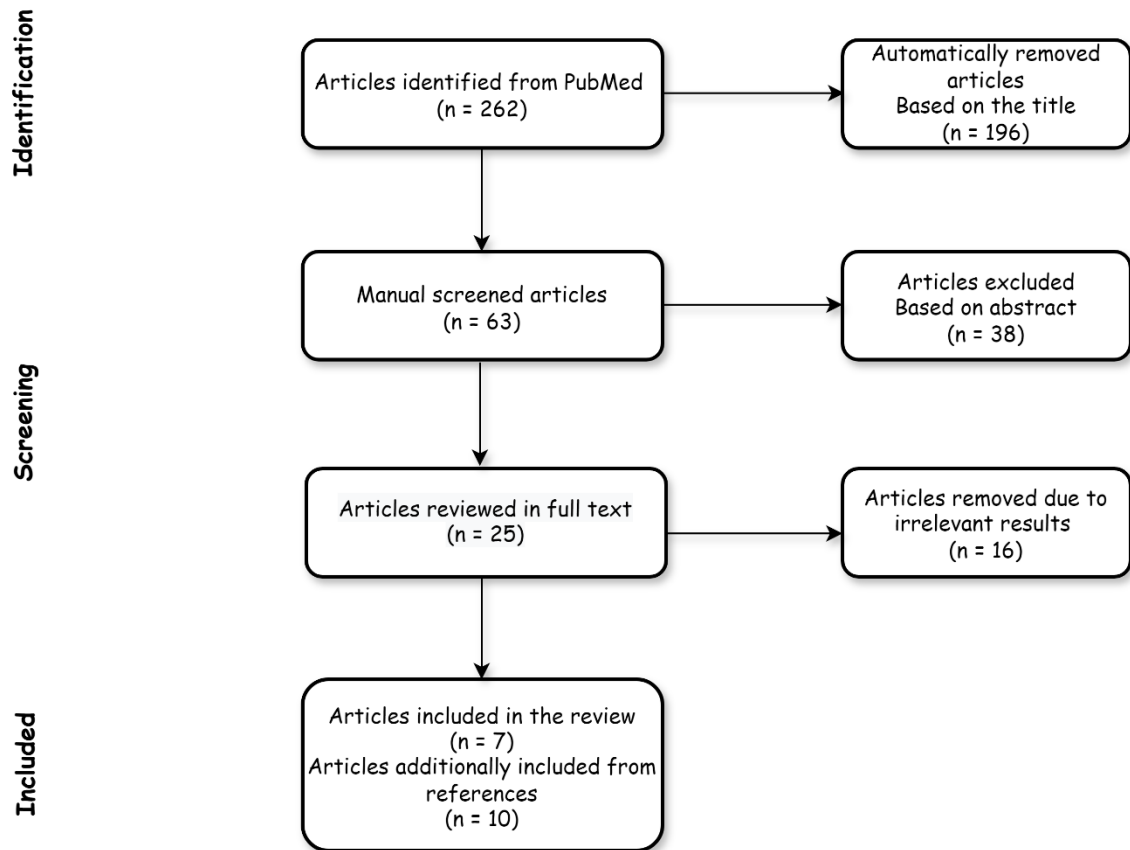 Identification
Articles identified from PubMed
(n = 262)
Automatically removed
articles
Based on the title
(n = 196)
Screening
Manual screened articles
(n = 63)
Articles excluded
Based on abstract
(n = 38)
Articles reviewed in full text
(n = 25)
Articles removed due to
irrelevant results
(n = 16)
Included
Articles included in the review
(n = 7)
Articles additionally included from
references
(n = 10)